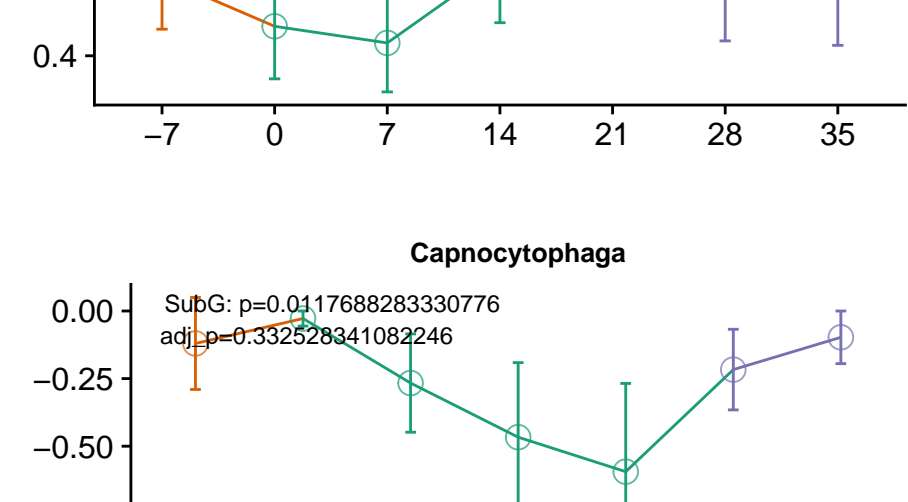 0.4
−7 0 7 14 21 28 35
Capnocytophaga
0.00
SubG: p=0.0117688283330776
adj_p=0.332528341082246
−0.25
−0.50